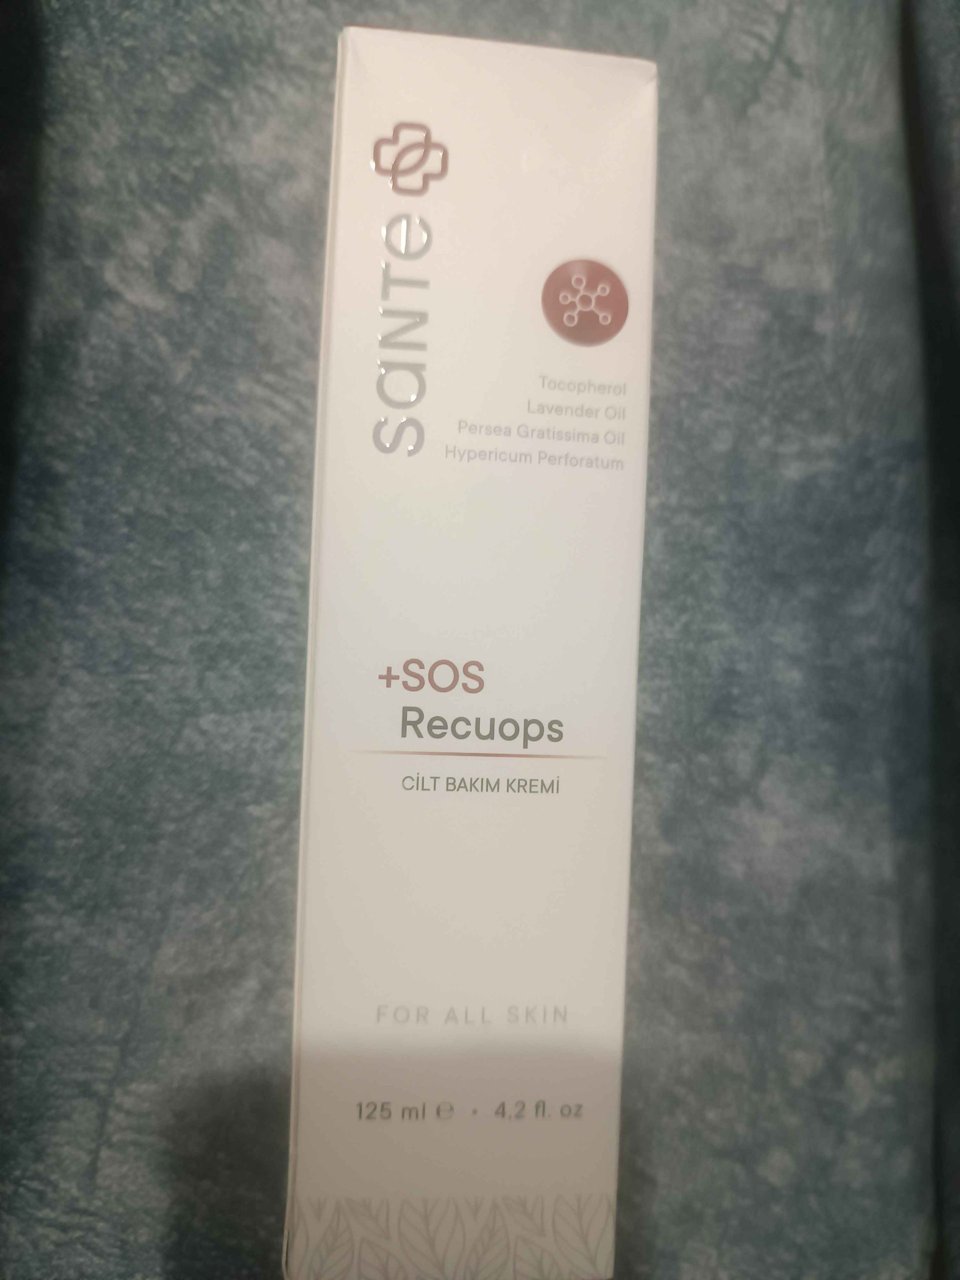 sante
Tocopherol
Lavender Oil
Persea Gratissima Oil
Hypericum Perforatum
+SOS
Recuops
CİLT BAKIM KREMİ
FOR ALL SKIN
125 ml ℮ • 4,2 fl. oz